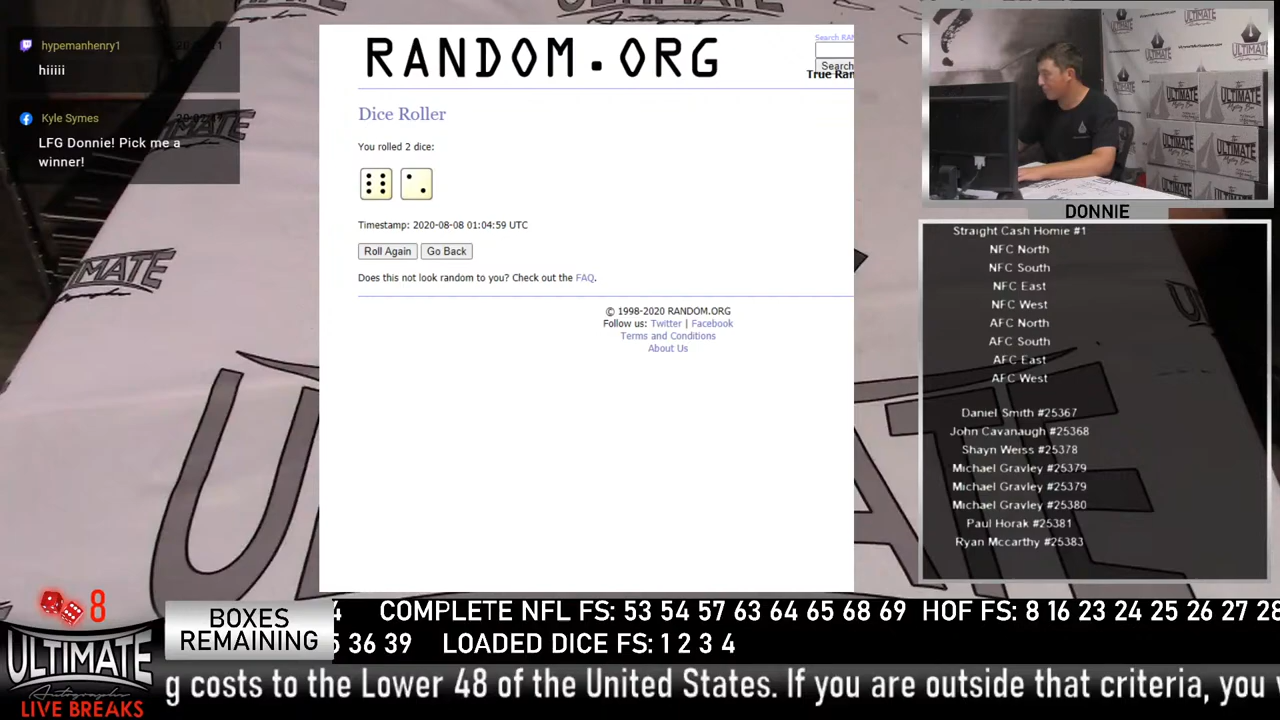 hypemanhenry1
hiiiii
Kyle Symes
LFG Donnie! Pick me a
winner!
RANDOM.ORG
Search RAN
Search
True Ran
Dice Roller
You rolled 2 dice:
Timestamp: 2020-08-08 01:04:59 UTC
Roll Again Go Back
Does this not look random to you? Check out the FAQ.
© 1998-2020 RANDOM.ORG
Follow us: Twitter | Facebook
Terms and Conditions
About Us
DONNIE
Straight Cash Homie #1
NFC North
NFC South
NFC East
NFC West
AFC North
AFC South
AFC East
AFC West
Daniel Smith #25367
John Cavanaugh #25368
Shayn Weiss #25378
Michael Gravley #25379
Michael Gravley #25379
Michael Gravley #25380
Paul Horak #25381
Ryan Mccarthy #25383
8
ULTIMATE
Autographs
LIVE BREAKS
BOXES
REMAINING
4 COMPLETE NFL FS: 53 54 57 63 64 65 68 69 HOF FS: 8 16 23 24 25 26 27 28
36 39 LOADED DICE FS: 1 2 3 4
g costs to the Lower 48 of the United States. If you are outside that criteria, you